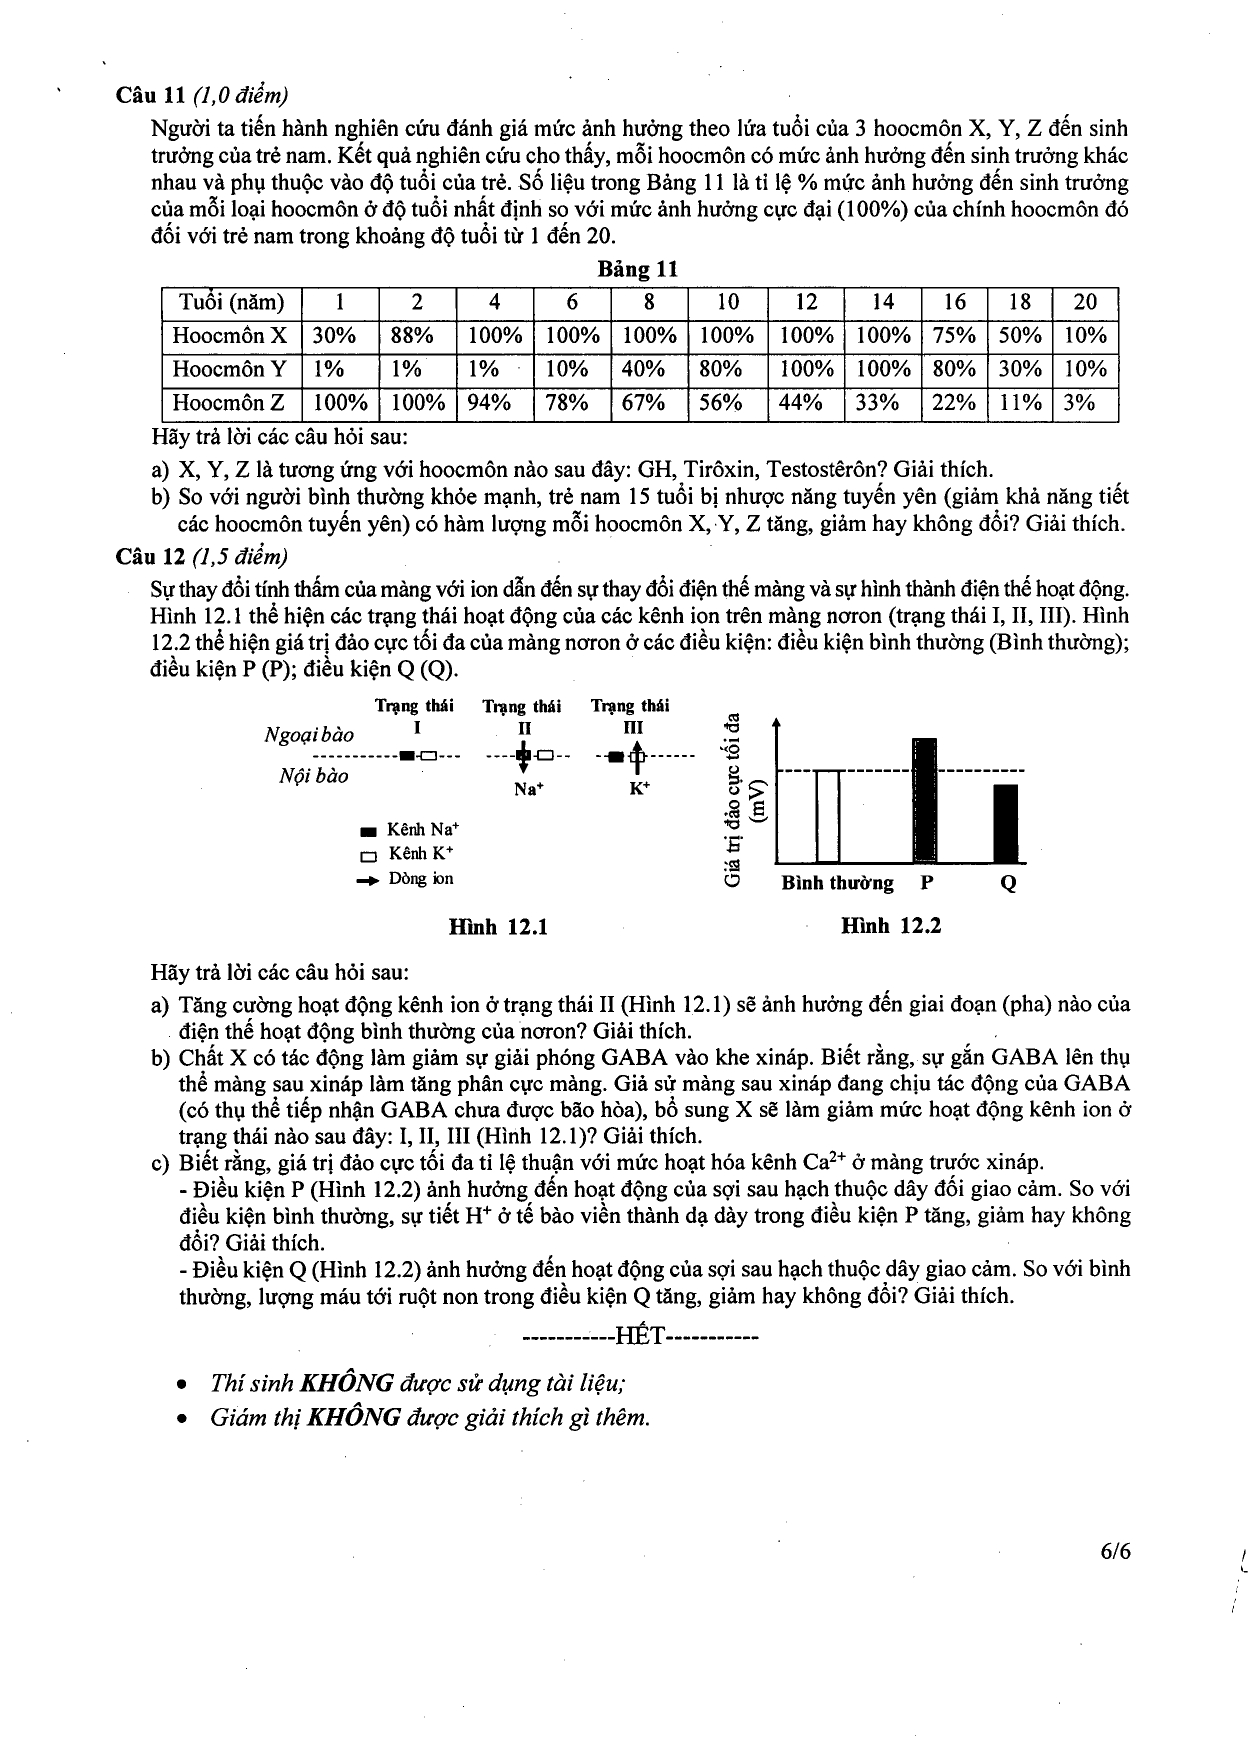 Câu 11 (1,0 điểm)
Người ta tiến hành nghiên cứu đánh giá mức ảnh hưởng theo lứa tuổi của 3 hoocmôn X, Y, Z đến sinh
trưởng của trẻ nam. Kết quả nghiên cứu cho thấy, mỗi hoocmôn có mức ảnh hưởng đến sinh trưởng khác
nhau và phụ thuộc vào độ tuổi của trẻ. Số liệu trong Bảng 11 là tỉ lệ % mức ảnh hưởng đến sinh trưởng
của mỗi loại hoocmôn ở độ tuổi nhất định so với mức ảnh hưởng cực đại (100%) của chính hoocmôn đó
đối với trẻ nam trong khoảng độ tuổi từ 1 đến 20.
Bảng 11
Tuổi (năm) 1 2 4 6 8 10 12 14 16 18 20
Hoocmôn X 30% 88% 100% 100% 100% 100% 100% 100% 75% 50% 10%
Hoocmôn Y 1% 1% 1% 10% 40% 80% 100% 100% 80% 30% 10%
Hoocmôn Z 100% 100% 94% 78% 67% 56% 44% 33% 22% 11% 3%
Hãy trả lời các câu hỏi sau:
a) X, Y, Z là tương ứng với hoocmôn nào sau đây: GH, Tirôxin, Testostêrôn? Giải thích.
b) So với người bình thường khỏe mạnh, trẻ nam 15 tuổi bị nhược năng tuyến yên (giảm khả năng tiết
các hoocmôn tuyến yên) có hàm lượng mỗi hoocmôn X, Y, Z tăng, giảm hay không đổi? Giải thích.
Câu 12 (1,5 điểm)
Sự thay đổi tính thấm của màng với ion dẫn đến sự thay đổi điện thế màng và sự hình thành điện thế hoạt động.
Hình 12.1 thể hiện các trạng thái hoạt động của các kênh ion trên màng nơron (trạng thái I, II, III). Hình
12.2 thể hiện giá trị đảo cực tối đa của màng nơron ở các điều kiện: điều kiện bình thường (Bình thường);
điều kiện P (P); điều kiện Q (Q).
Trạng thái Trạng thái Trạng thái
I II III
Ngoại bào
Nội bào
Na⁺ K⁺
Kênh Na⁺
Kênh K⁺
Dòng ion
Hình 12.1
Giá trị đảo cực tối đa
(mV)
Bình thường P Q
Hình 12.2
Hãy trả lời các câu hỏi sau:
a) Tăng cường hoạt động kênh ion ở trạng thái II (Hình 12.1) sẽ ảnh hưởng đến giai đoạn (pha) nào của
điện thế hoạt động bình thường của nơron? Giải thích.
b) Chất X có tác động làm giảm sự giải phóng GABA vào khe xináp. Biết rằng, sự gắn GABA lên thụ
thể màng sau xináp làm tăng phân cực màng. Giả sử màng sau xináp đang chịu tác động của GABA
(có thụ thể tiếp nhận GABA chưa được bão hòa), bổ sung X sẽ làm giảm mức hoạt động kênh ion ở
trạng thái nào sau đây: I, II, III (Hình 12.1)? Giải thích.
c) Biết rằng, giá trị đảo cực tối đa tỉ lệ thuận với mức hoạt hóa kênh Ca²⁺ ở màng trước xináp.
- Điều kiện P (Hình 12.2) ảnh hưởng đến hoạt động của sợi sau hạch thuộc dây đối giao cảm. So với
điều kiện bình thường, sự tiết H⁺ ở tế bào viền thành dạ dày trong điều kiện P tăng, giảm hay không
đổi? Giải thích.
- Điều kiện Q (Hình 12.2) ảnh hưởng đến hoạt động của sợi sau hạch thuộc dây giao cảm. So với bình
thường, lượng máu tới ruột non trong điều kiện Q tăng, giảm hay không đổi? Giải thích.
-----------HẾT-----------
• Thí sinh KHÔNG được sử dụng tài liệu;
• Giám thị KHÔNG được giải thích gì thêm.
6/6